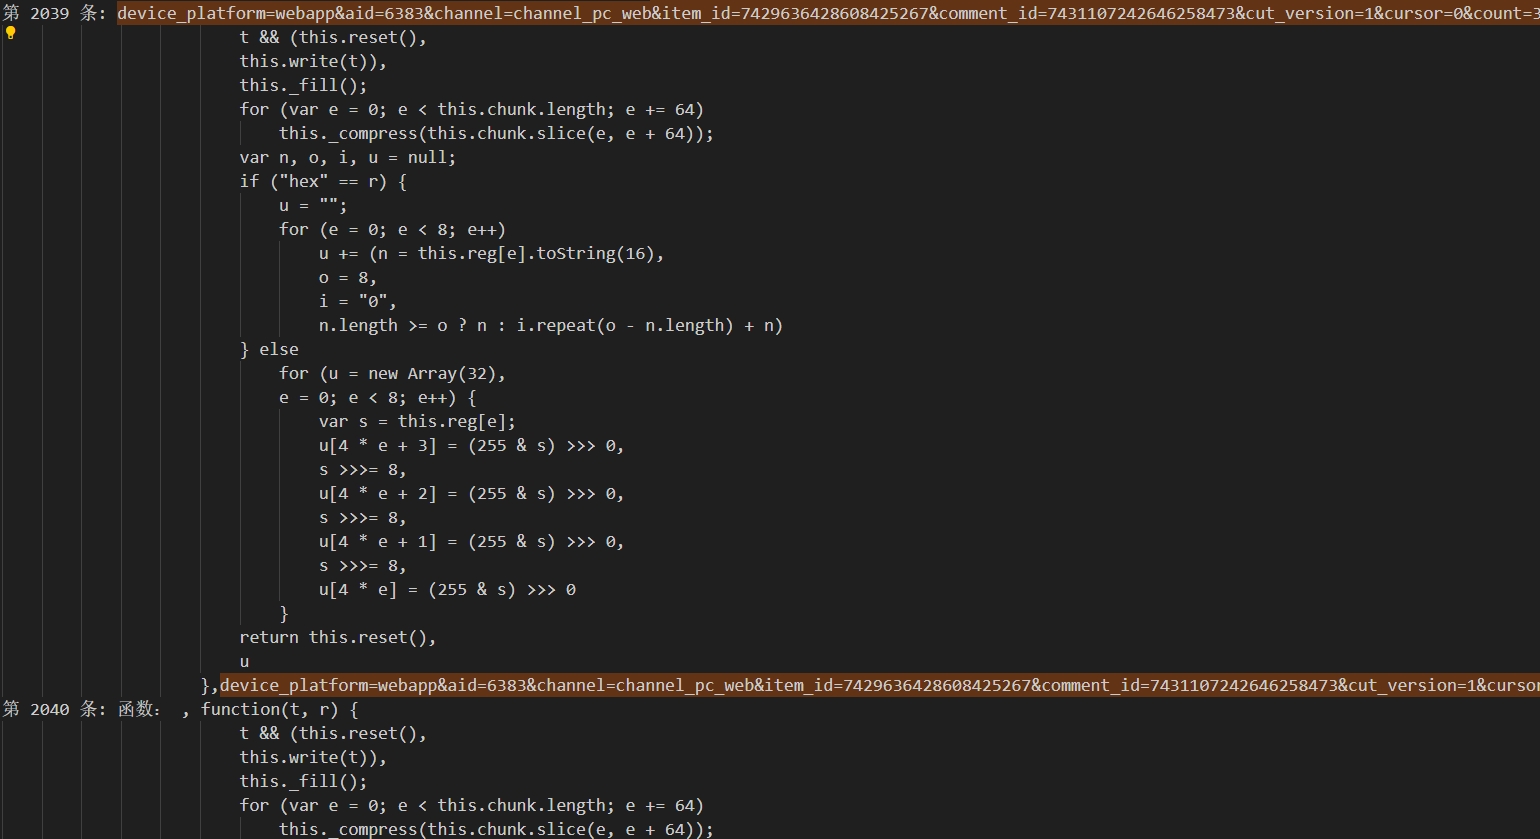 第 2039 条: device_platform=webapp&aid=6383&channel=channel_pc_web&item_id=7429636428608425267&comment_id=7431107242646258473&cut_version=1&cursor=0&count=3
t && (this.reset(),
this.write(t)),
this._fill();
for (var e = 0; e < this.chunk.length; e += 64)
this._compress(this.chunk.slice(e, e + 64));
var n, o, i, u = null;
if ("hex" == r) {
u = "";
for (e = 0; e < 8; e++)
u += (n = this.reg[e].toString(16),
o = 8,
i = "0",
n.length >= o ? n : i.repeat(o - n.length) + n)
} else
for (u = new Array(32),
e = 0; e < 8; e++) {
var s = this.reg[e];
u[4 * e + 3] = (255 & s) >>> 0,
s >>>= 8,
u[4 * e + 2] = (255 & s) >>> 0,
s >>>= 8,
u[4 * e + 1] = (255 & s) >>> 0,
s >>>= 8,
u[4 * e] = (255 & s) >>> 0
}
return this.reset(),
u
},device_platform=webapp&aid=6383&channel=channel_pc_web&item_id=7429636428608425267&comment_id=7431107242646258473&cut_version=1&cursor
第 2040 条: 函数： , function(t, r) {
t && (this.reset(),
this.write(t)),
this._fill();
for (var e = 0; e < this.chunk.length; e += 64)
this._compress(this.chunk.slice(e, e + 64));